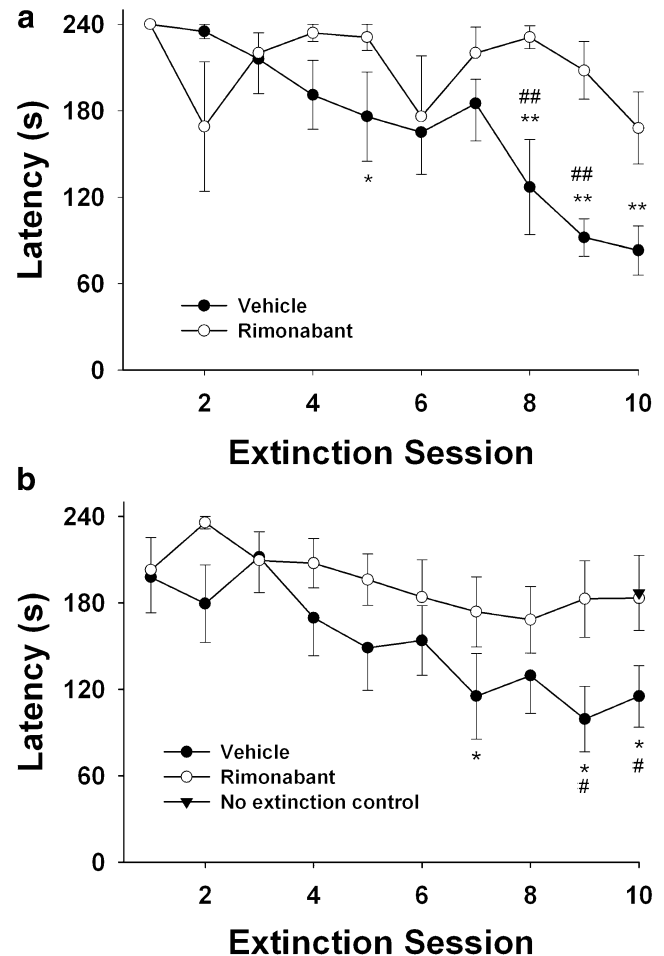 a
240
180
120
60
0
Latency (s)
*
##
**
##
**
**
Vehicle
Rimonabant
2 4 6 8 10
Extinction Session
b
240
180
120
60
0
Latency (s)
*
*
#
*
#
Vehicle
Rimonabant
No extinction control
2 4 6 8 10
Extinction Session